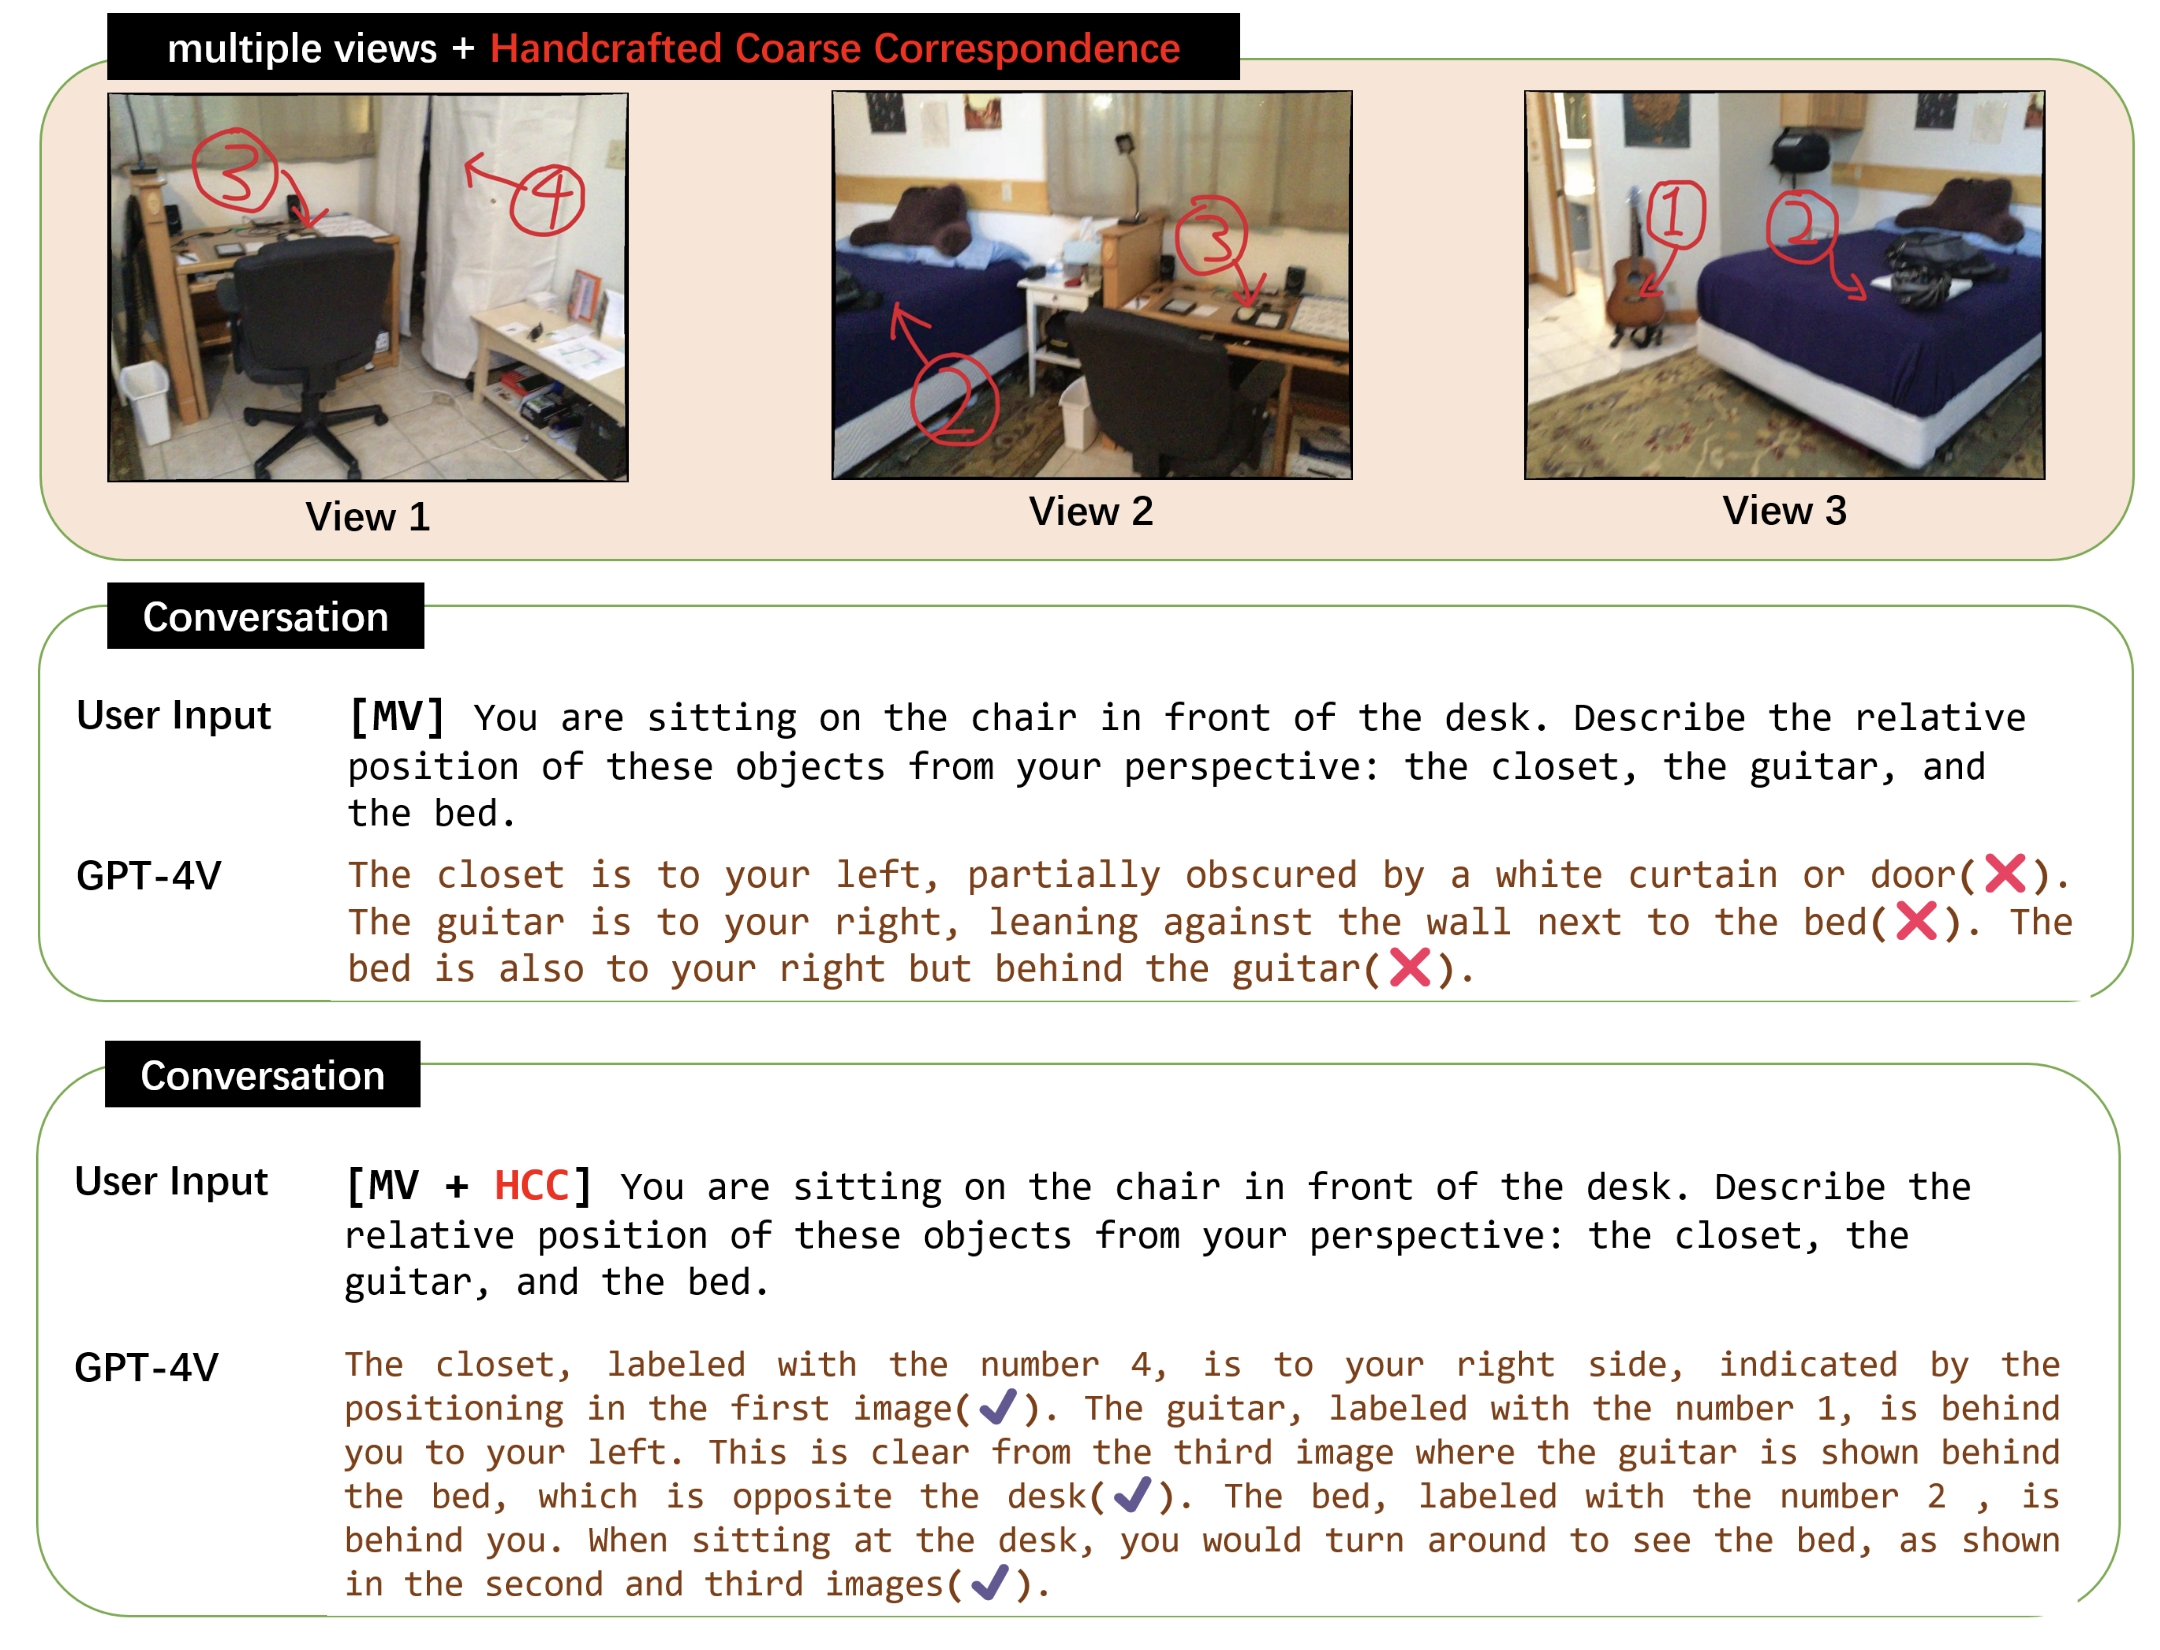 multiple views + Handcrafted Coarse Correspondence
3
4
2
3
1
2
View 1
View 2
View 3
Conversation
User Input
[MV] You are sitting on the chair in front of the desk. Describe the relative
position of these objects from your perspective: the closet, the guitar, and
the bed.
GPT-4V
The closet is to your left, partially obscured by a white curtain or door(❌).
The guitar is to your right, leaning against the wall next to the bed(❌). The
bed is also to your right but behind the guitar(❌).
Conversation
User Input
[MV + HCC] You are sitting on the chair in front of the desk. Describe the
relative position of these objects from your perspective: the closet, the
guitar, and the bed.
GPT-4V
The closet, labeled with the number 4, is to your right side, indicated by the
positioning in the first image(✔). The guitar, labeled with the number 1, is behind
you to your left. This is clear from the third image where the guitar is shown behind
the bed, which is opposite the desk(✔). The bed, labeled with the number 2 , is
behind you. When sitting at the desk, you would turn around to see the bed, as shown
in the second and third images(✔).